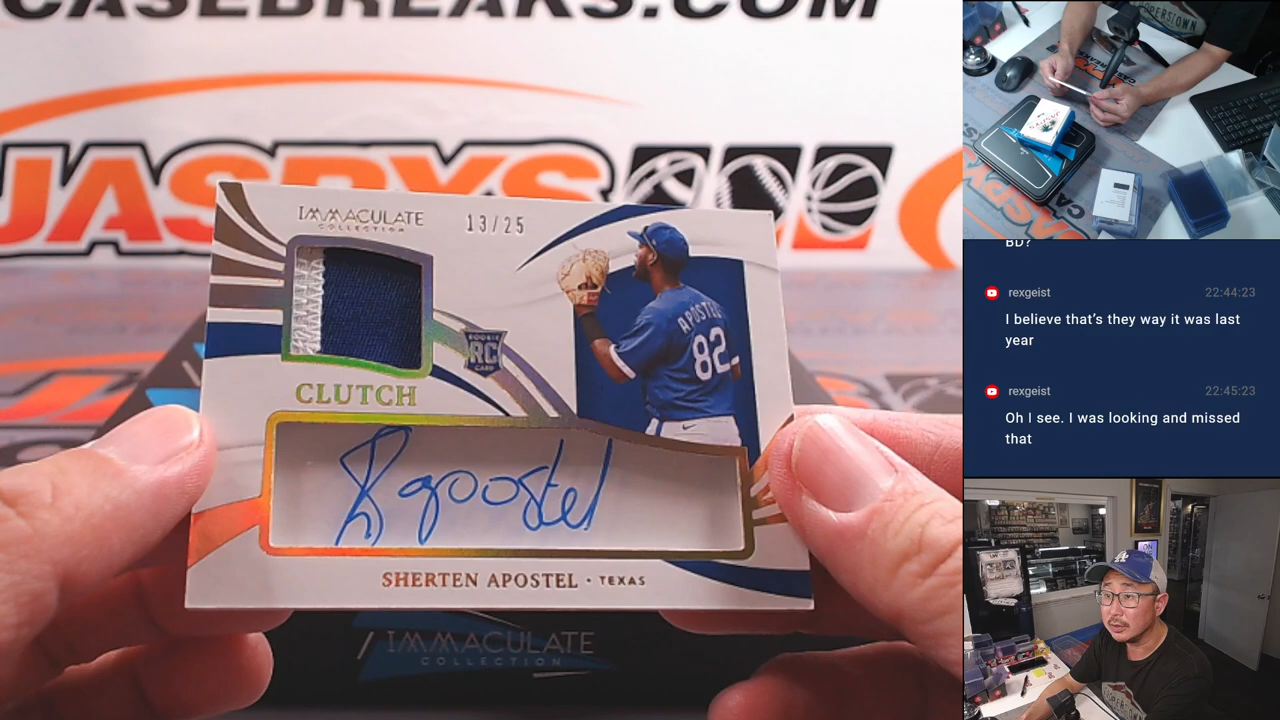 CASEBREAKS.COM
JASPYS
IMMACULATE
COLLECTION
13/25
APOSTEL
82
ROOKIE
RC
CARD
CLUTCH
S Apostel
SHERTEN APOSTEL • TEXAS
IMMACULATE
COLLECTION
BD?
rexgeist
22:44:23
I believe that's they way it was last
year
rexgeist
22:45:23
Oh I see. I was looking and missed
that